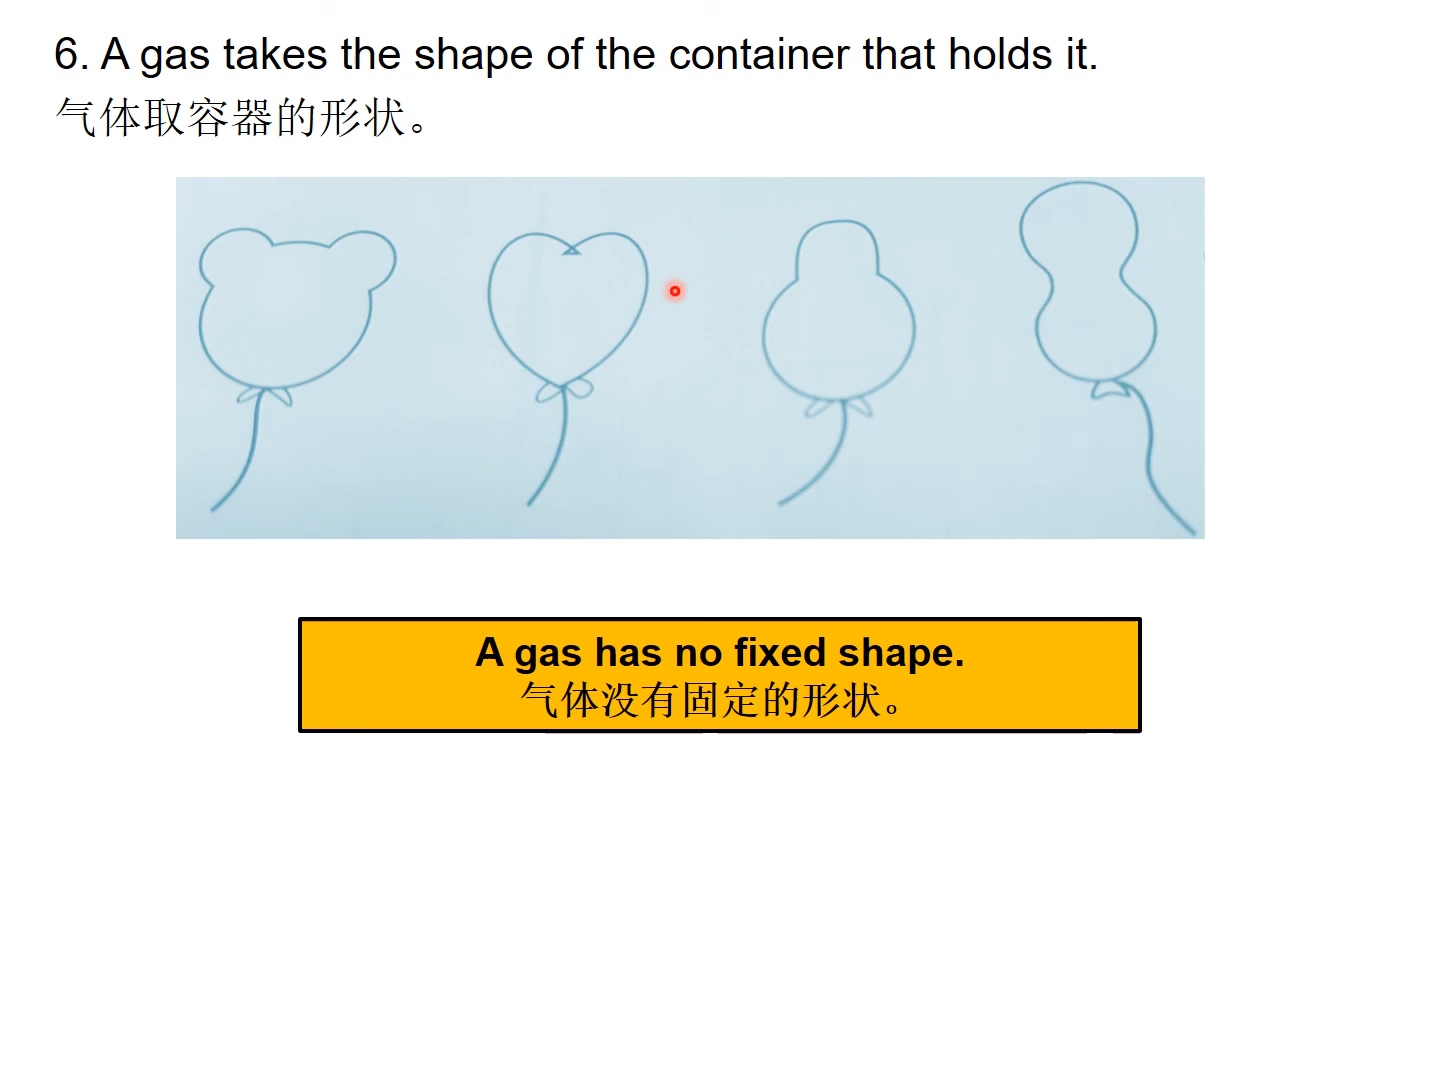 6. A gas takes the shape of the container that holds it.
气体取容器的形状。
A gas has no fixed shape.
气体没有固定的形状。